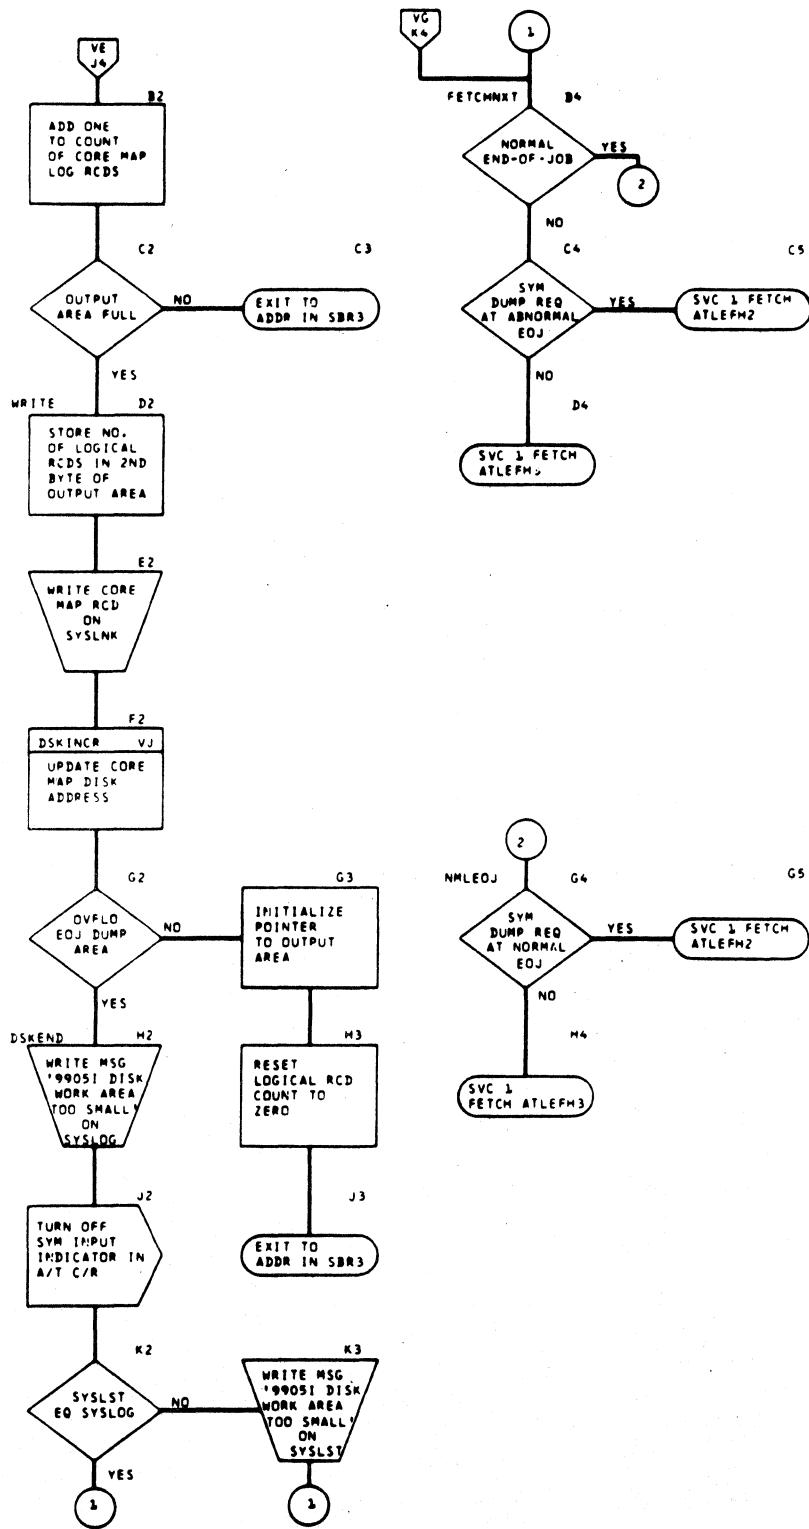 VE
J4
B2
ADD ONE
TO COUNT
OF CORE MAP
LOG RCDS
C2
OUTPUT
AREA FULL
NO
C3
EXIT TO
ADDR IN SBR3
YES
WRITE
D2
STORE NO.
OF LOGICAL
RCDS IN 2ND
BYTE OF
OUTPUT AREA
E2
WRITE CORE
MAP RCD
ON
SYSLNK
F2
DSKINCR VJ
UPDATE CORE
MAP DISK
ADDRESS
G2
OVFLO
EOJ DUMP
AREA
NO
G3
INITIALIZE
POINTER
TO OUTPUT
AREA
YES
DSKEND
H2
WRITE MSG
'9905I DISK
WORK AREA
TOO SMALL'
ON
SYSLOG
H3
RESET
LOGICAL RCD
COUNT TO
ZERO
J2
TURN OFF
SYM INPUT
INDICATOR IN
A/T C/R
J3
EXIT TO
ADDR IN SBR3
K2
SYSLST
EQ SYSLOG
NO
K3
WRITE MSG
'9905I DISK
WORK AREA
TOO SMALL'
ON
SYSLST
YES
1
1
VG
K4
1
FETCHNXT
B4
NORMAL
END-OF-JOB
YES
2
NO
C4
SYM
DUMP REQ
AT ABNORMAL
EOJ
YES
C5
SVC 1 FETCH
ATLEFH2
NO
D4
SVC 1 FETCH
2
NMLEOJ
G4
SYM
DUMP REQ
AT NORMAL
EOJ
YES
G5
SVC 1 FETCH
ATLEFH2
NO
H4
SVC 1
FETCH ATLEFH3